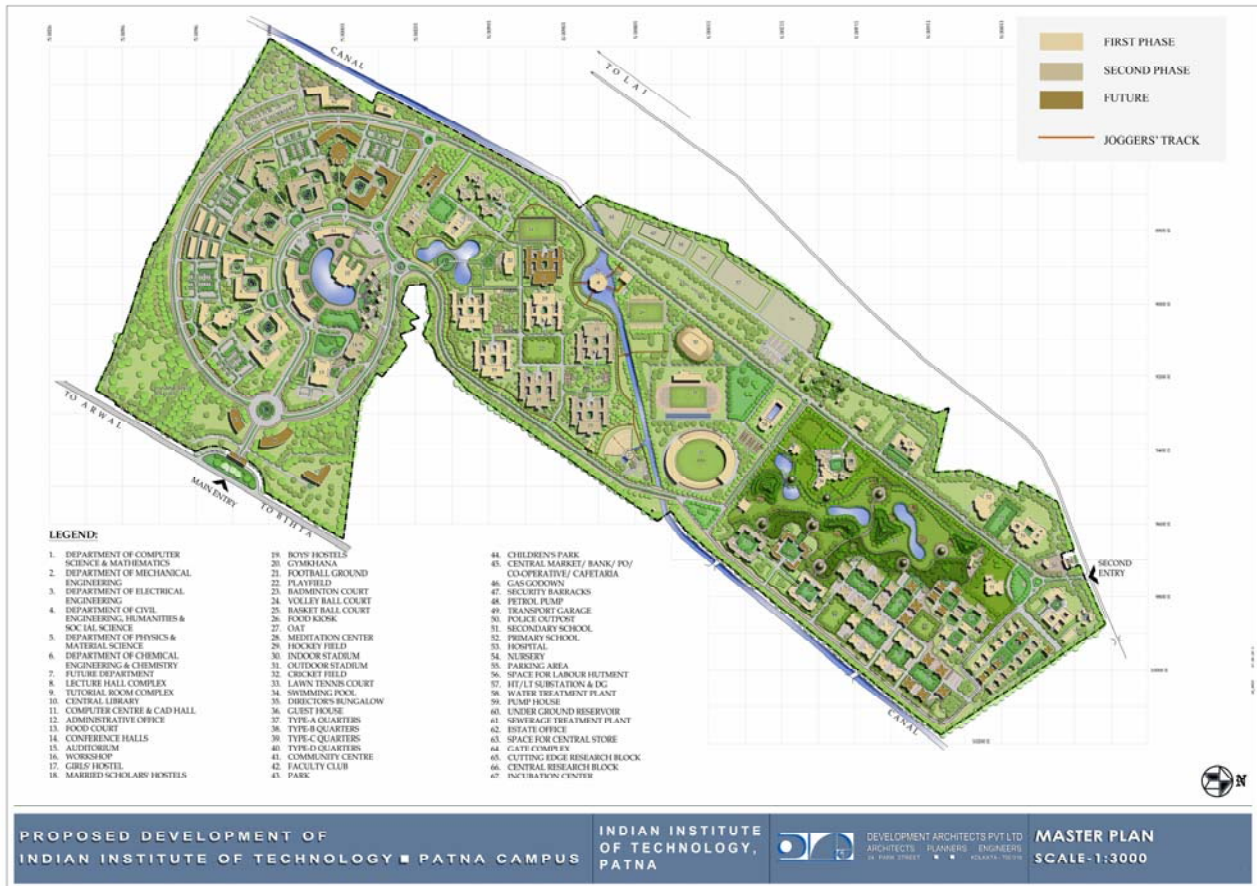 CANAL
TO LAI
FIRST PHASE
SECOND PHASE
FUTURE
JOGGERS' TRACK
TO ARWAL
MAIN ENTRY
TO BIHTA
SECOND
ENTRY
CANAL
LEGEND:
1. DEPARTMENT OF COMPUTER
SCIENCE & MATHEMATICS
2. DEPARTMENT OF MECHANICAL
ENGINEERING
3. DEPARTMENT OF ELECTRICAL
ENGINEERING
4. DEPARTMENT OF CIVIL
ENGINEERING, HUMANITIES &
SOC IAL SCIENCE
5. DEPARTMENT OF PHYSICS &
MATERIAL SCIENCE
6. DEPARTMENT OF CHEMICAL
ENGINEERING & CHEMISTRY
7. FUTURE DEPARTMENT
8. LECTURE HALL COMPLEX
9. TUTORIAL ROOM COMPLEX
10. CENTRAL LIBRARY
11. COMPUTER CENTRE & CAD HALL
12. ADMINISTRATIVE OFFICE
13. FOOD COURT
14. CONFERENCE HALLS
15. AUDITORIUM
16. WORKSHOP
17. GIRLS' HOSTEL
18. MARRIED SCHOLARS' HOSTELS
19. BOYS' HOSTELS
20. GYMKHANA
21. FOOTBALL GROUND
22. PLAYFIELD
23. BADMINTON COURT
24. VOLLEY BALL COURT
25. BASKET BALL COURT
26. FOOD KIOSK
27. OAT
28. MEDITATION CENTER
29. HOCKEY FIELD
30. INDOOR STADIUM
31. OUTDOOR STADIUM
32. CRICKET FIELD
33. LAWN TENNIS COURT
34. SWIMMING POOL
35. DIRECTOR'S BUNGALOW
36. GUEST HOUSE
37. TYPE-A QUARTERS
38. TYPE-B QUARTERS
39. TYPE-C QUARTERS
40. TYPE-D QUARTERS
41. COMMUNITY CENTRE
42. FACULTY CLUB
43. PARK
44. CHILDREN'S PARK
45. CENTRAL MARKET/ BANK/ PO/
CO-OPERATIVE/ CAFETARIA
46. GAS GODOWN
47. SECURITY BARRACKS
48. PETROL PUMP
49. TRANSPORT GARAGE
50. POLICE OUTPOST
51. SECONDARY SCHOOL
52. PRIMARY SCHOOL
53. HOSPITAL
54. NURSERY
55. PARKING AREA
56. SPACE FOR LABOUR HUTMENT
57. HT/LT SUBSTATION & DG
58. WATER TREATMENT PLANT
59. PUMP HOUSE
60. UNDER GROUND RESERVOIR
61. SEWERAGE TREATMENT PLANT
62. ESTATE OFFICE
63. SPACE FOR CENTRAL STORE
64. GATE COMPLEX
65. CUTTING EDGE RESEARCH BLOCK
66. CENTRAL RESEARCH BLOCK
67. INCUBATION CENTER
N
PROPOSED DEVELOPMENT OF
INDIAN INSTITUTE OF TECHNOLOGY ■ PATNA CAMPUS
INDIAN INSTITUTE
OF TECHNOLOGY,
PATNA
DEVELOPMENT ARCHITECTS PVT LTD
ARCHITECTS PLANNERS ENGINEERS
MASTER PLAN
SCALE-1:3000